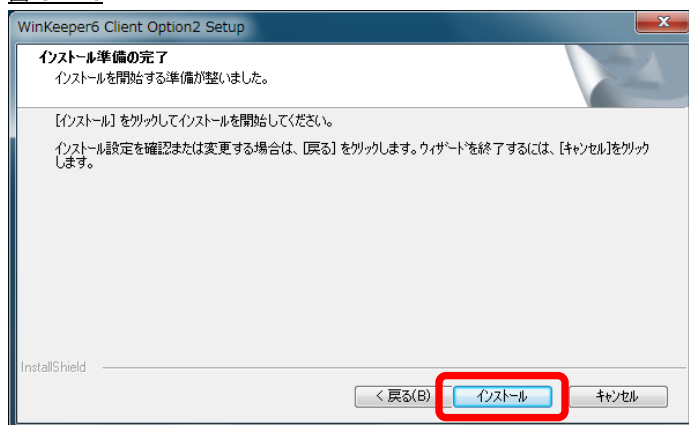 WinKeeper6 Client Option2 Setup
インストール準備の完了
インストールを開始する準備が整いました。
[インストール] をクリックしてインストールを開始してください。
インストール設定を確認または変更する場合は、[戻る] をクリックします。ウィザードを終了するには、[キャンセル]をクリック
します。
InstallShield
< 戻る(B)
インストール
キャンセル